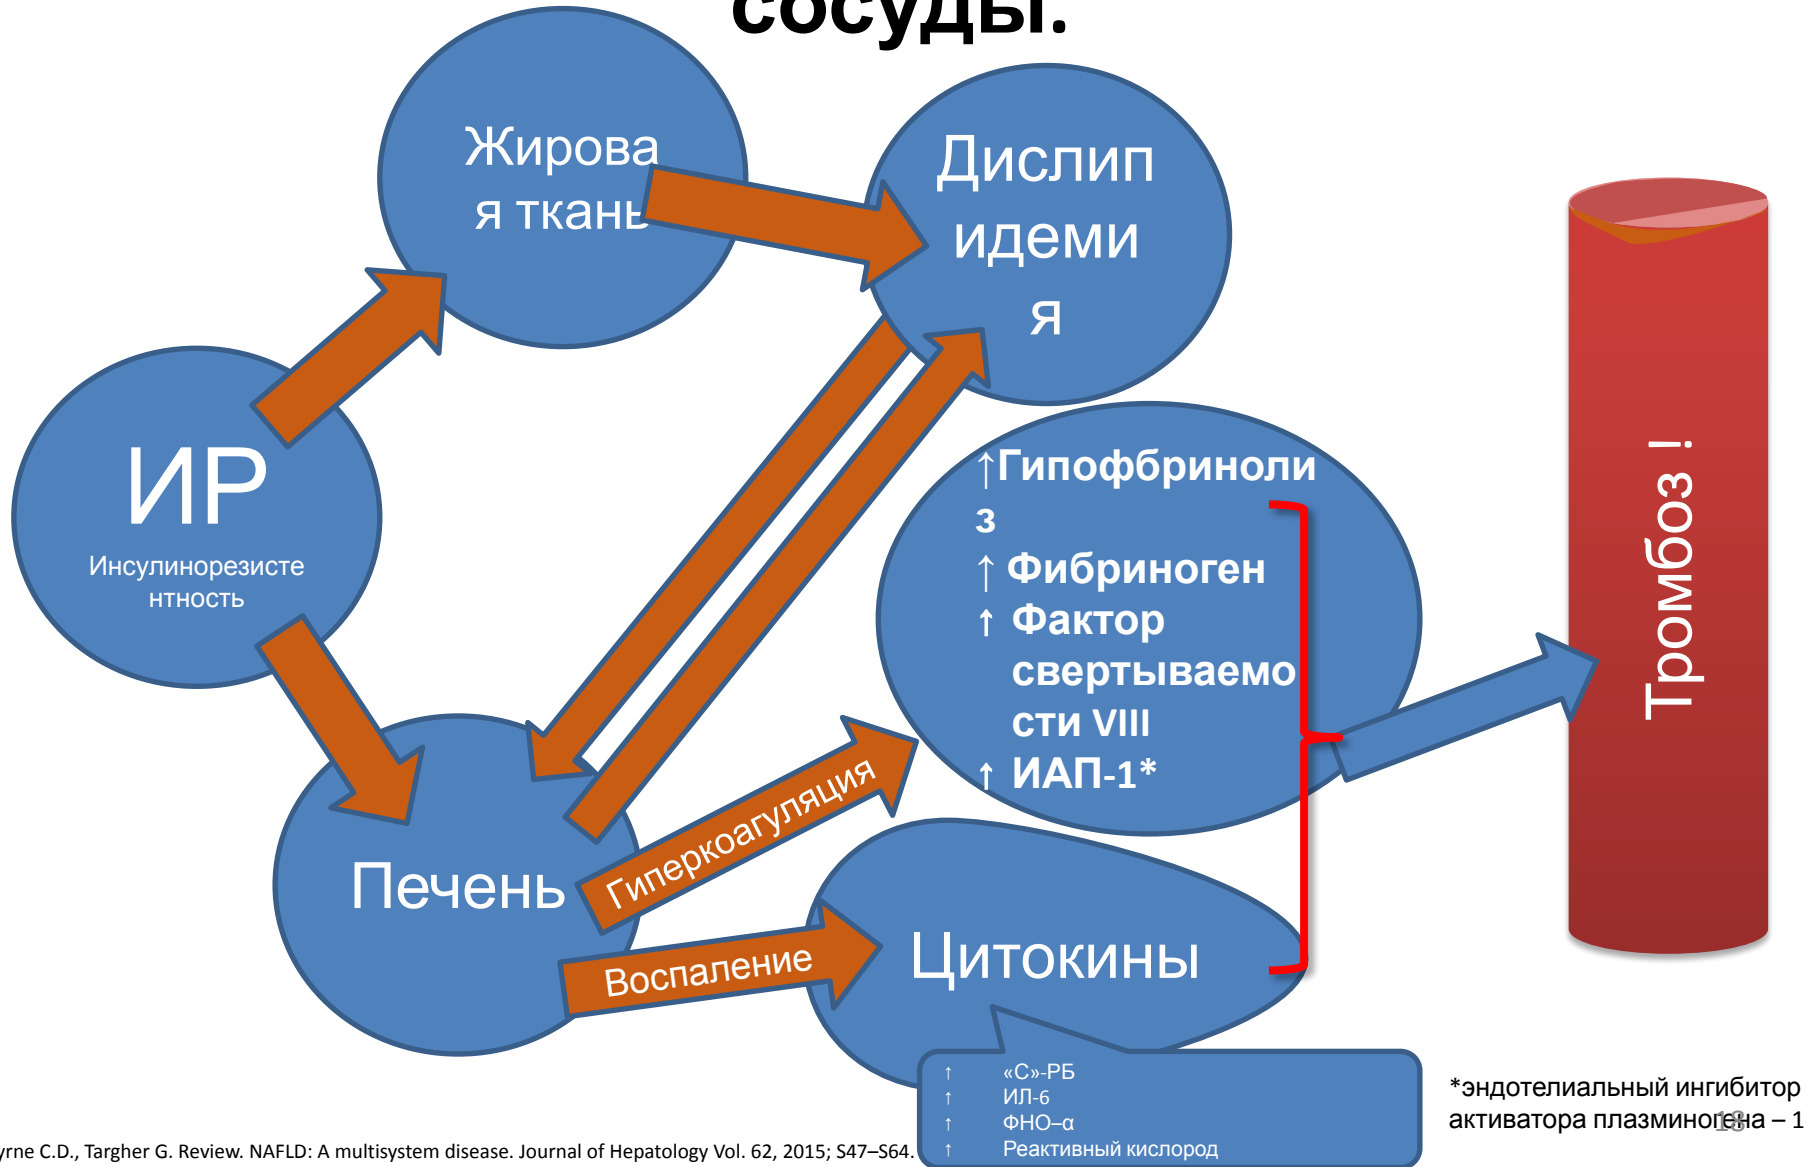 сосуды.
Жирова
я ткань
Дислип
идеми
я
ИР
Инсулинорезисте
нтность
↑Гипофбриноли
з
↑ Фибриноген
↑ Фактор
свертываемо
сти VIII
↑ ИАП-1*
Тромбоз !
Гиперкоагуляция
Печень
Воспаление
Цитокины
↑ «С»-РБ
↑ ИЛ-6
↑ ФНО–α
↑ Реактивный кислород
*эндотелиальный ингибитор
активатора плазминогена – 1
18
yrne C.D., Targher G. Review. NAFLD: A multisystem disease. Journal of Hepatology Vol. 62, 2015; S47–S64.